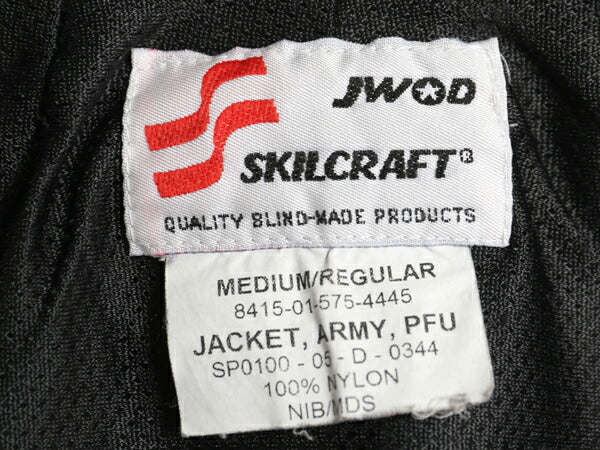 JWOD
SKILCRAFT®
QUALITY BLIND-MADE PRODUCTS
MEDIUM/REGULAR
8415-01-575-4445
JACKET, ARMY, PFU
SP0100 - 05 - D - 0344
100% NYLON
NIB/MDS